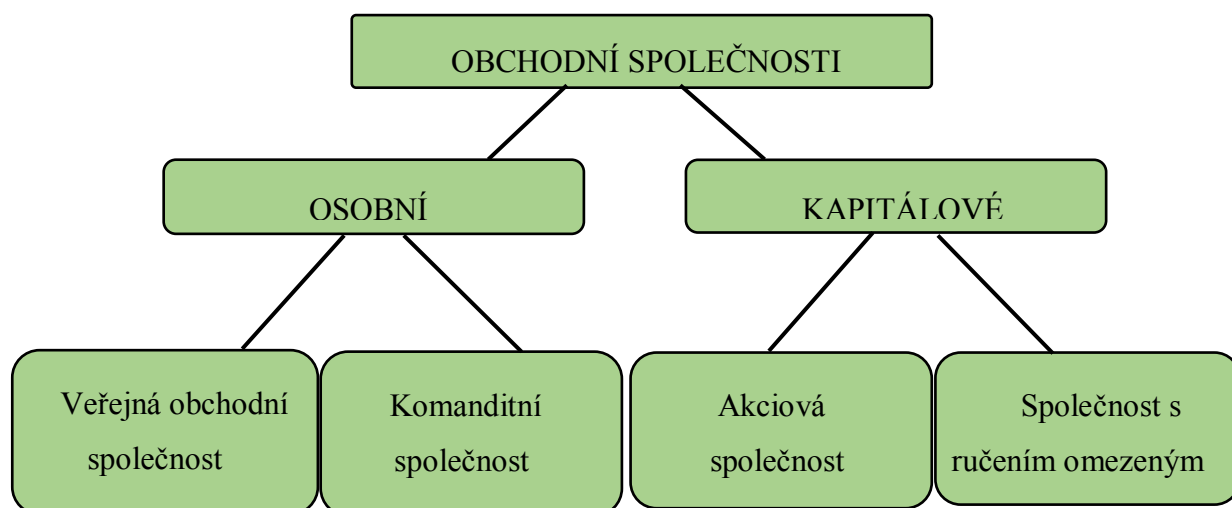 OBCHODNÍ SPOLEČNOSTI
OSOBNÍ
KAPITÁLOVÉ
Veřejná obchodní
společnost
Komanditní
společnost
Akciová
společnost
Společnost s
ručením omezeným